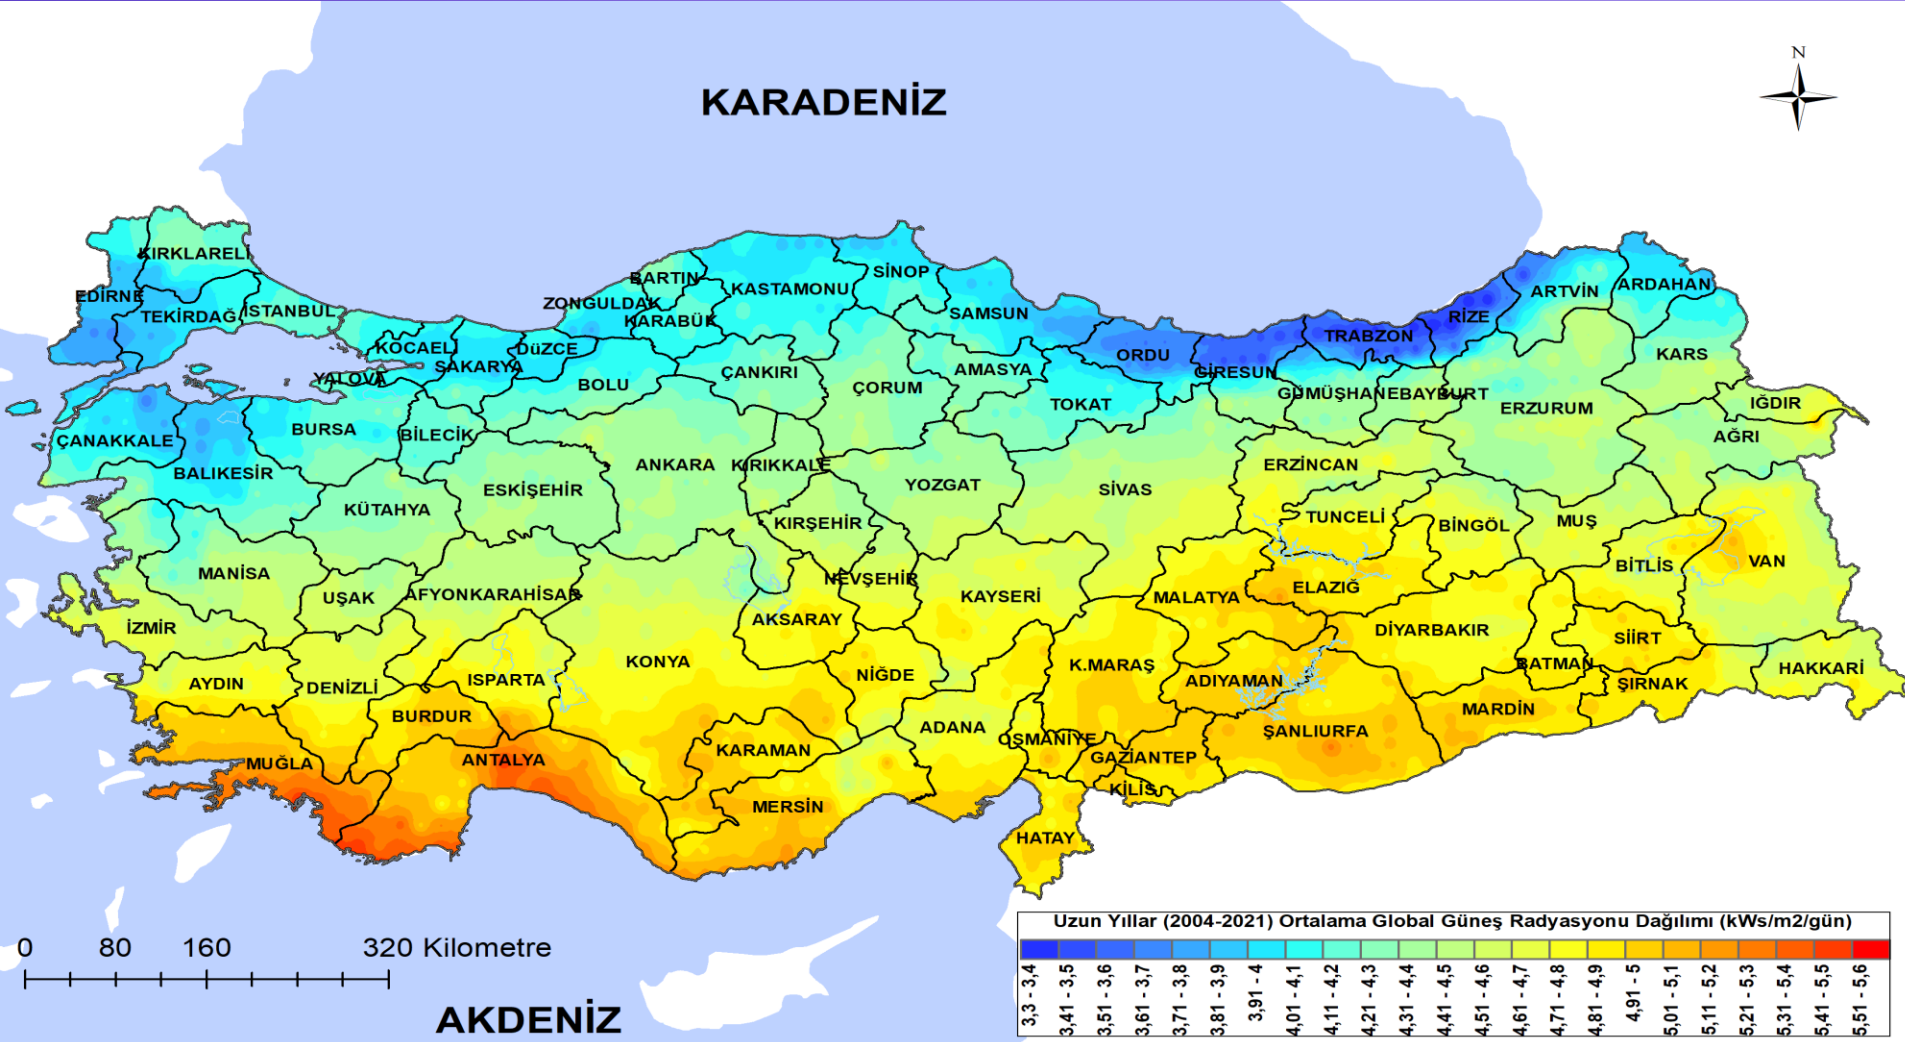 N
KARADENİZ
KIRKLARELİ
EDİRNE
TEKİRDAĞ
İSTANBUL
KOCAELİ
YALOVA
SAKARYA
DüZCE
ZONGULDAK
BARTIN
KARABÜK
KASTAMONU
SİNOP
SAMSUN
ORDU
GİRESUN
TRABZON
RİZE
ARTVİN
ARDAHAN
KARS
IĞDIR
AĞRI
ERZURUM
BAYBURT
GÜMÜŞHANE
TOKAT
AMASYA
ÇORUM
ÇANKIRI
BOLU
BİLECİK
BURSA
BALIKESİR
ÇANAKKALE
KÜTAHYA
ESKİŞEHİR
ANKARA
KIRIKKALE
YOZGAT
SİVAS
ERZİNCAN
TUNCELİ
BİNGÖL
MUŞ
BİTLİS
VAN
HAKKARİ
ŞIRNAK
SİİRT
BATMAN
DİYARBAKIR
ELAZIĞ
MALATYA
KAYSERİ
NEVŞEHİR
KIRŞEHİR
AKSARAY
NİĞDE
KONYA
AFYONKARAHİSAR
UŞAK
MANİSA
İZMİR
AYDIN
DENİZLİ
ISPARTA
BURDUR
MUĞLA
ANTALYA
KARAMAN
MERSİN
ADANA
OSMANİYE
K.MARAŞ
ADIYAMAN
ŞANLIURFA
MARDİN
GAZİANTEP
KİLİS
HATAY
0 80 160 320 Kilometre
AKDENİZ
Uzun Yıllar (2004-2021) Ortalama Global Güneş Radyasyonu Dağılımı (kWs/m2/gün)
3,3 - 3,4
3,41 - 3,5
3,51 - 3,6
3,61 - 3,7
3,71 - 3,8
3,81 - 3,9
3,91 - 4
4,01 - 4,1
4,11 - 4,2
4,21 - 4,3
4,31 - 4,4
4,41 - 4,5
4,51 - 4,6
4,61 - 4,7
4,71 - 4,8
4,81 - 4,9
4,91 - 5
5,01 - 5,1
5,11 - 5,2
5,21 - 5,3
5,31 - 5,4
5,41 - 5,5
5,51 - 5,6